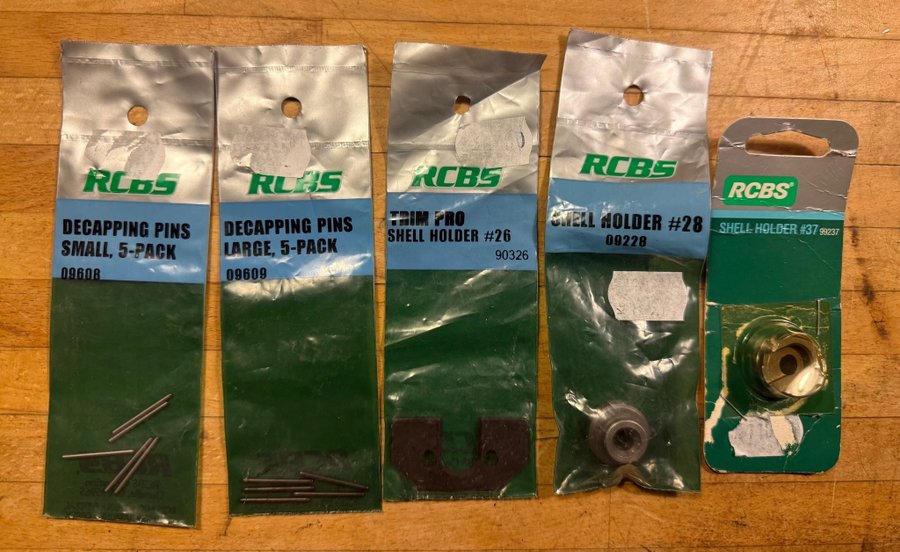 RCBS
DECAPPING PINS
SMALL, 5-PACK
09608
RCBS
DECAPPING PINS
LARGE, 5-PACK
09609
RCBS
TRIM PRO
SHELL HOLDER #26
90326
RCBS
SHELL HOLDER #28
09228
RCBS
SHELL HOLDER #37 99237